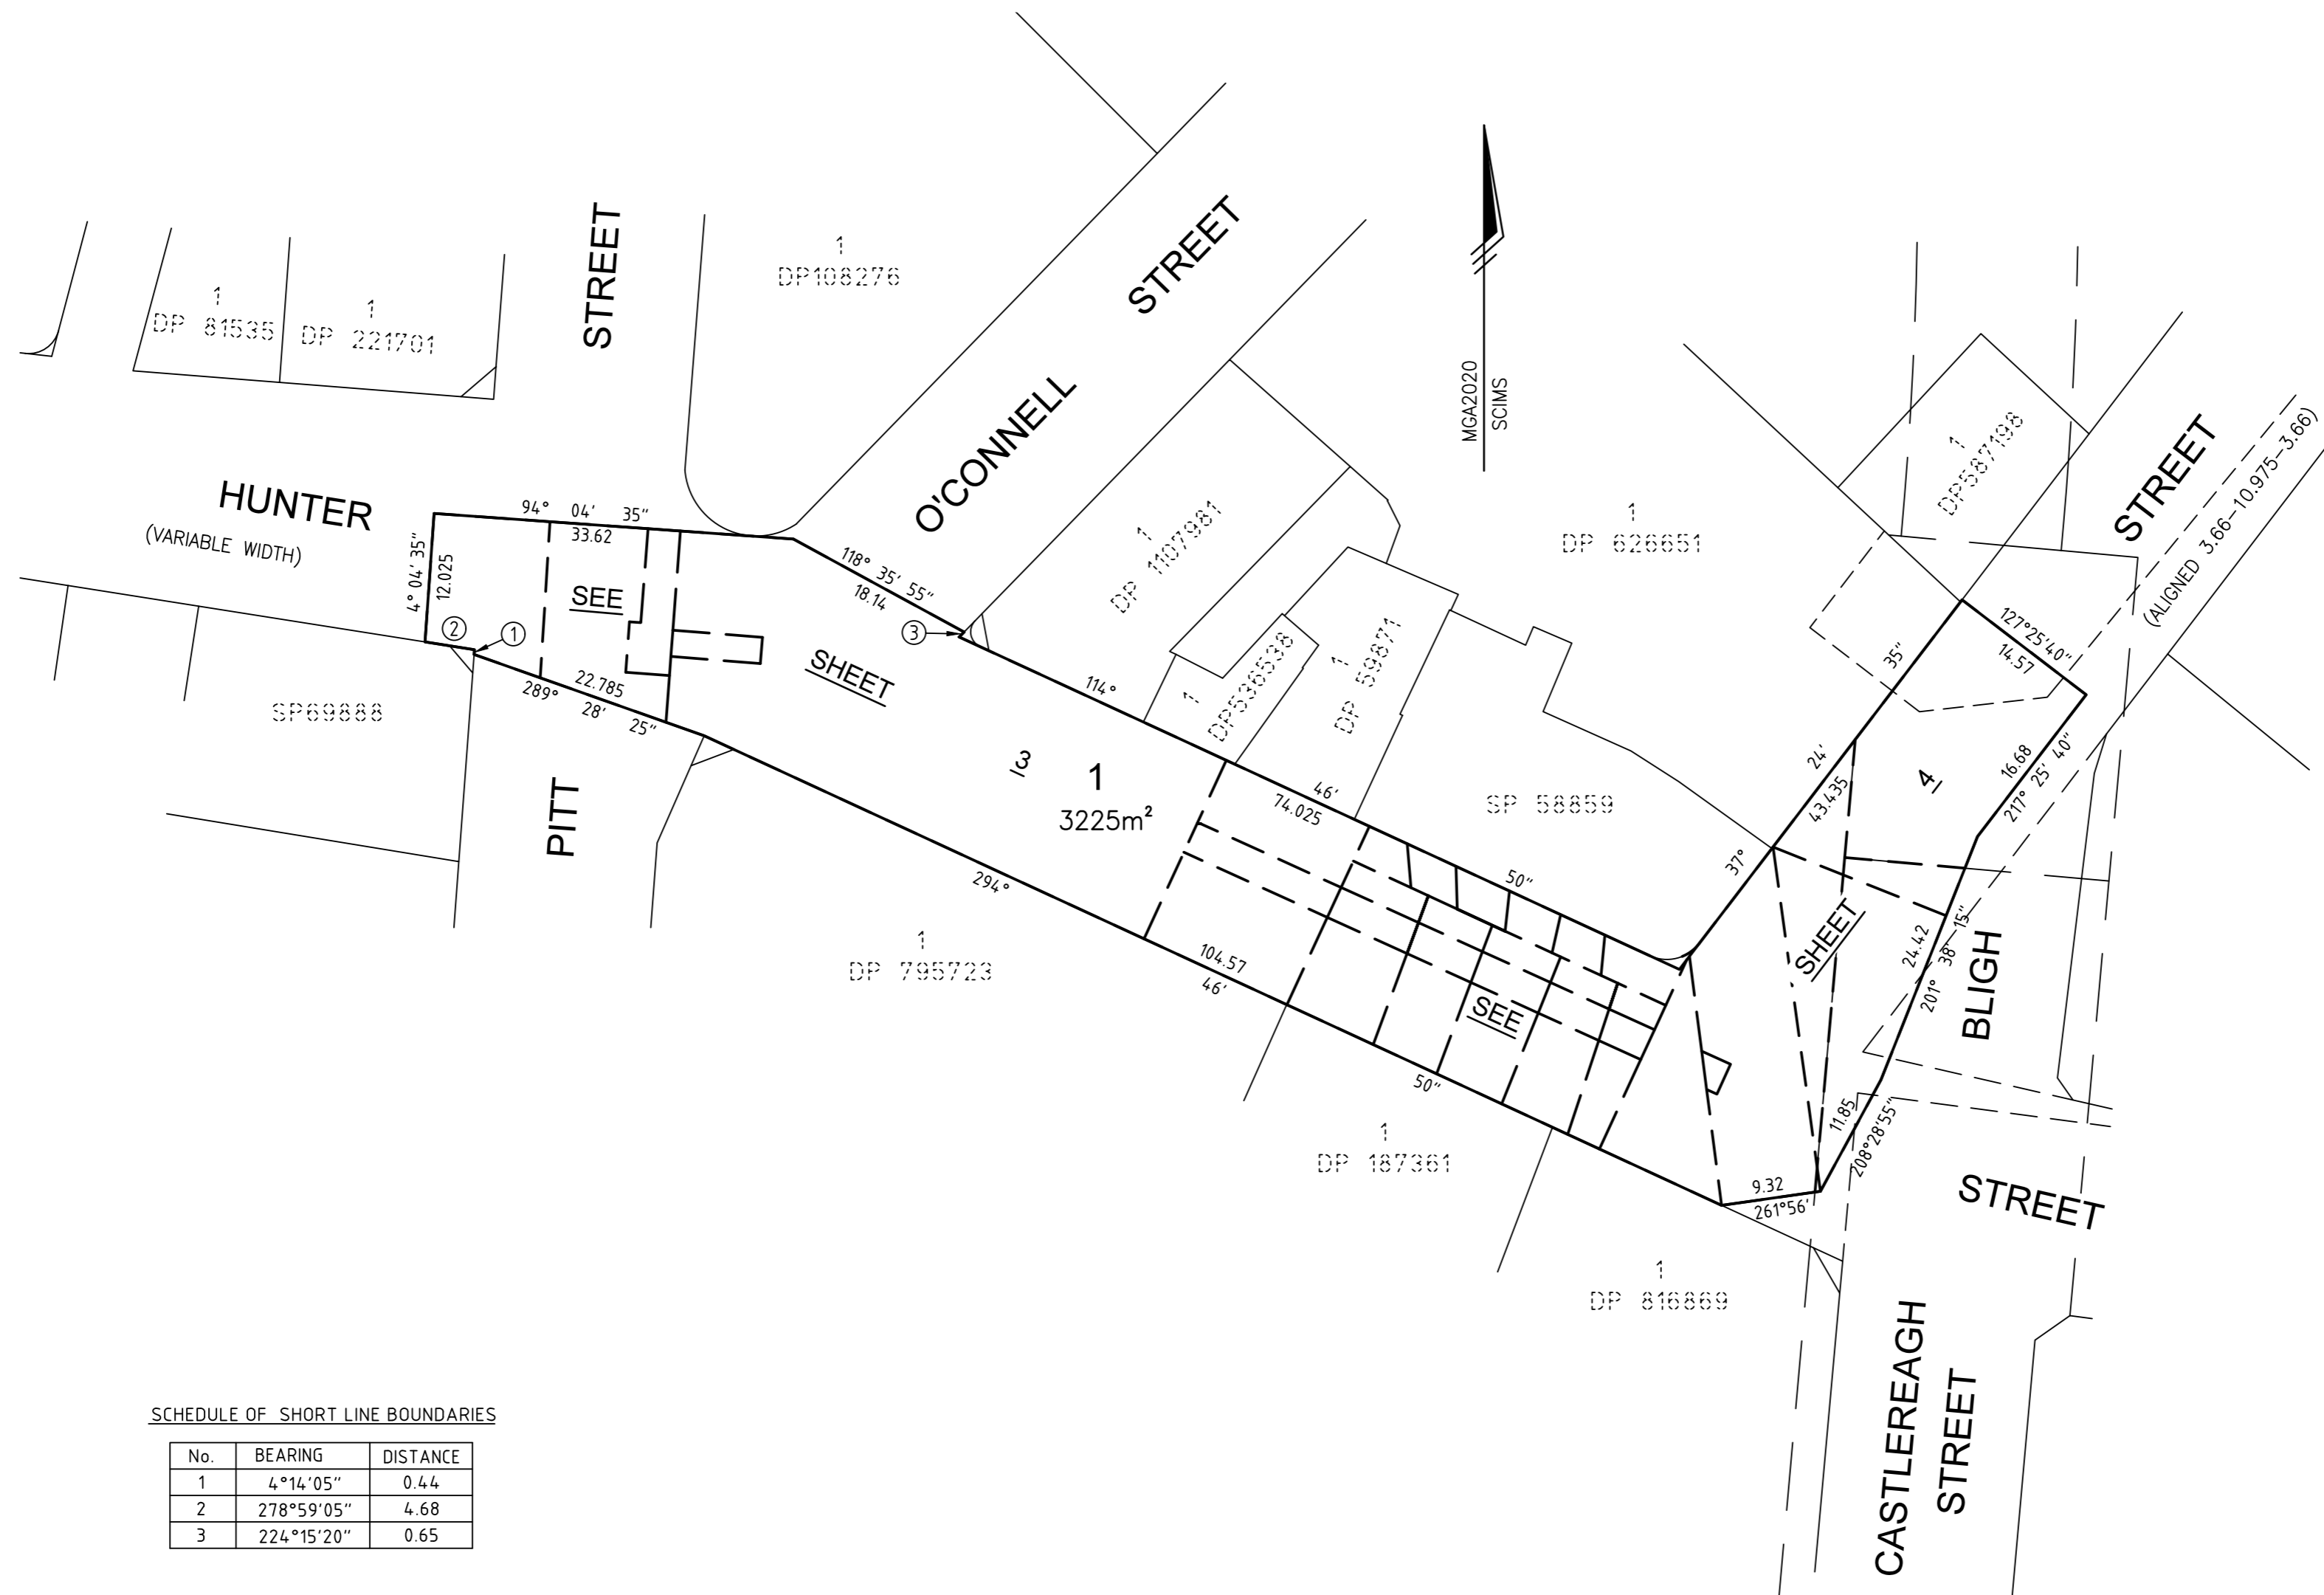 STREET
1
DP108276
1
DP 81535
1
DP 221701
O'CONNELL STREET
MGA2020
SCIMS
HUNTER
(VARIABLE WIDTH)
94° 04' 35"
33.62
4° 04' 35"
12.025
SEE
118° 35' 55"
18.14
1
2
3
22.785
289° 28' 25"
SHEET
3
SP69888
PITT
1
3225m²
1
DP 1107981
1
DP536538
1
DP 59871
1
DP 626651
1
DP587198
STREET
(ALIGNED 3.66-10.975-3.66)
127°25'40"
14.57
16.68
217° 25' 40"
4
37° 24' 35"
43.435
114° 46' 50"
74.025
SP 58859
SHEET
24.42
201° 38' 15"
BLIGH
STREET
11.85
208°28'55"
9.32
261°56'
SEE
294° 46' 50"
104.57
1
DP 795723
1
DP 187361
1
DP 816869
CASTLEREAGH
STREET
SCHEDULE OF SHORT LINE BOUNDARIES
No. BEARING DISTANCE
1 4°14'05" 0.44
2 278°59'05" 4.68
3 224°15'20" 0.65